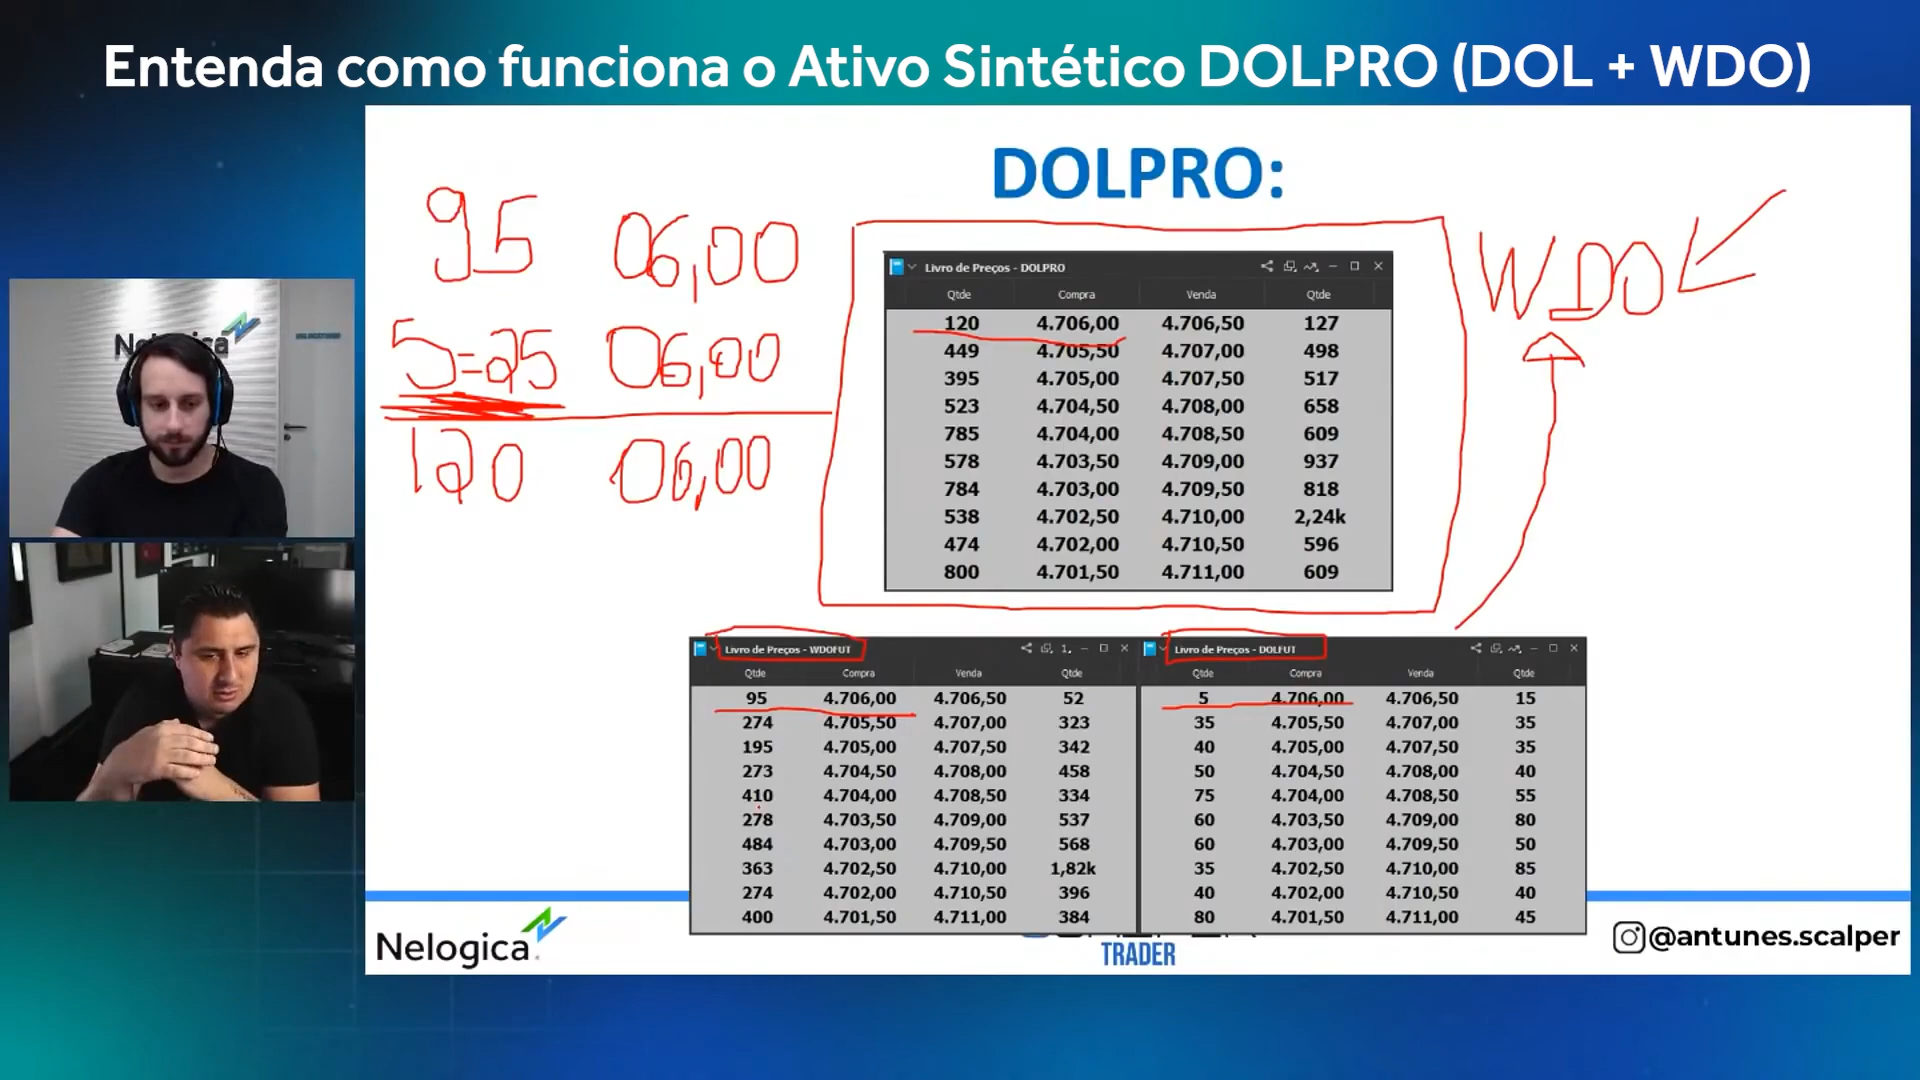 Entenda como funciona o Ativo Sintético DOLPRO (DOL + WDO)
DOLPRO:
95 06,00
5=25 06,00
120 06,00
WDO
Nelogica
Livro de Preços - DOLPRO
Qtde Compra Venda Qtde
120 4.706,00 4.706,50 127
449 4.705,50 4.707,00 498
395 4.705,00 4.707,50 517
523 4.704,50 4.708,00 658
785 4.704,00 4.708,50 609
578 4.703,50 4.709,00 937
784 4.703,00 4.709,50 818
538 4.702,50 4.710,00 2,24k
474 4.702,00 4.710,50 596
800 4.701,50 4.711,00 609
Livro de Preços - WDOFUT
Qtde Compra Venda Qtde
95 4.706,00 4.706,50 52
274 4.705,50 4.707,00 323
195 4.705,00 4.707,50 342
273 4.704,50 4.708,00 458
410 4.704,00 4.708,50 334
278 4.703,50 4.709,00 537
484 4.703,00 4.709,50 568
363 4.702,50 4.710,00 1,82k
274 4.702,00 4.710,50 396
400 4.701,50 4.711,00 384
Livro de Preços - DOLFUT
Qtde Compra Venda Qtde
5 4.706,00 4.706,50 15
35 4.705,50 4.707,00 35
40 4.705,00 4.707,50 35
50 4.704,50 4.708,00 40
75 4.704,00 4.708,50 55
60 4.703,50 4.709,00 80
60 4.703,00 4.709,50 50
35 4.702,50 4.710,00 85
40 4.702,00 4.710,50 40
80 4.701,50 4.711,00 45
Nelogica
TRADER
@antunes.scalper